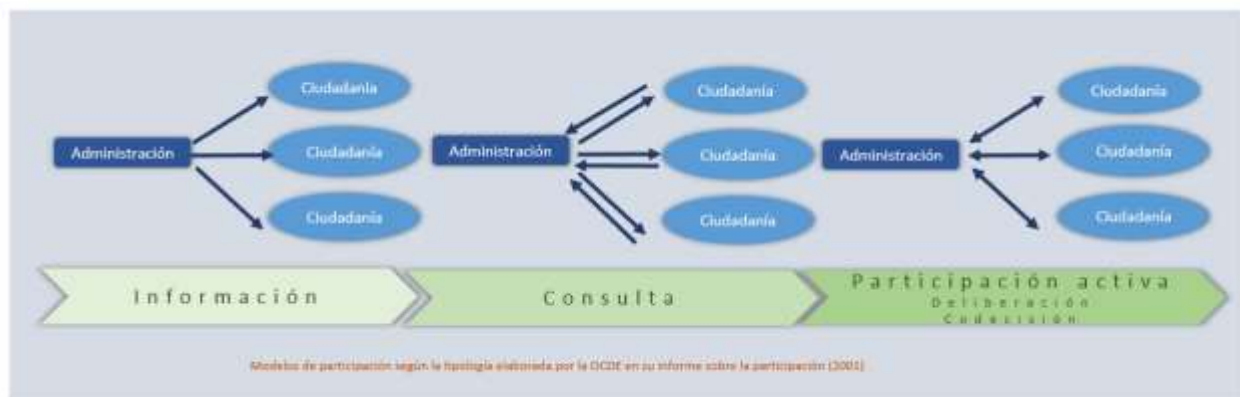 Ciudadanía
Ciudadanía
Ciudadanía
Administración
Ciudadanía
Ciudadanía
Ciudadanía
Administración
Ciudadanía
Ciudadanía
Ciudadanía
Administración
Información
Consulta
Participación activa
Deliberación
Codecisión
Modelos de participación según la tipología elaborada por la OCDE en su informe sobre la participación (2001)